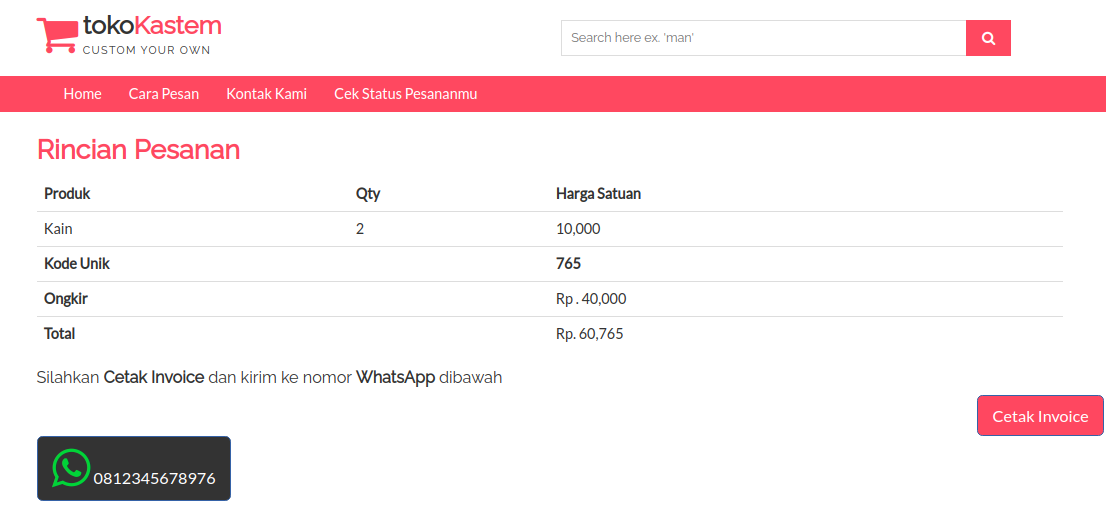 tokoKastem
CUSTOM YOUR OWN
Search here ex. 'man'
Home Cara Pesan Kontak Kami Cek Status Pesananmu
Rincian Pesanan
Produk Qty Harga Satuan
Kain 2 10,000
Kode Unik 765
Ongkir Rp . 40,000
Total Rp. 60,765
Silahkan Cetak Invoice dan kirim ke nomor WhatsApp dibawah
Cetak Invoice
0812345678976